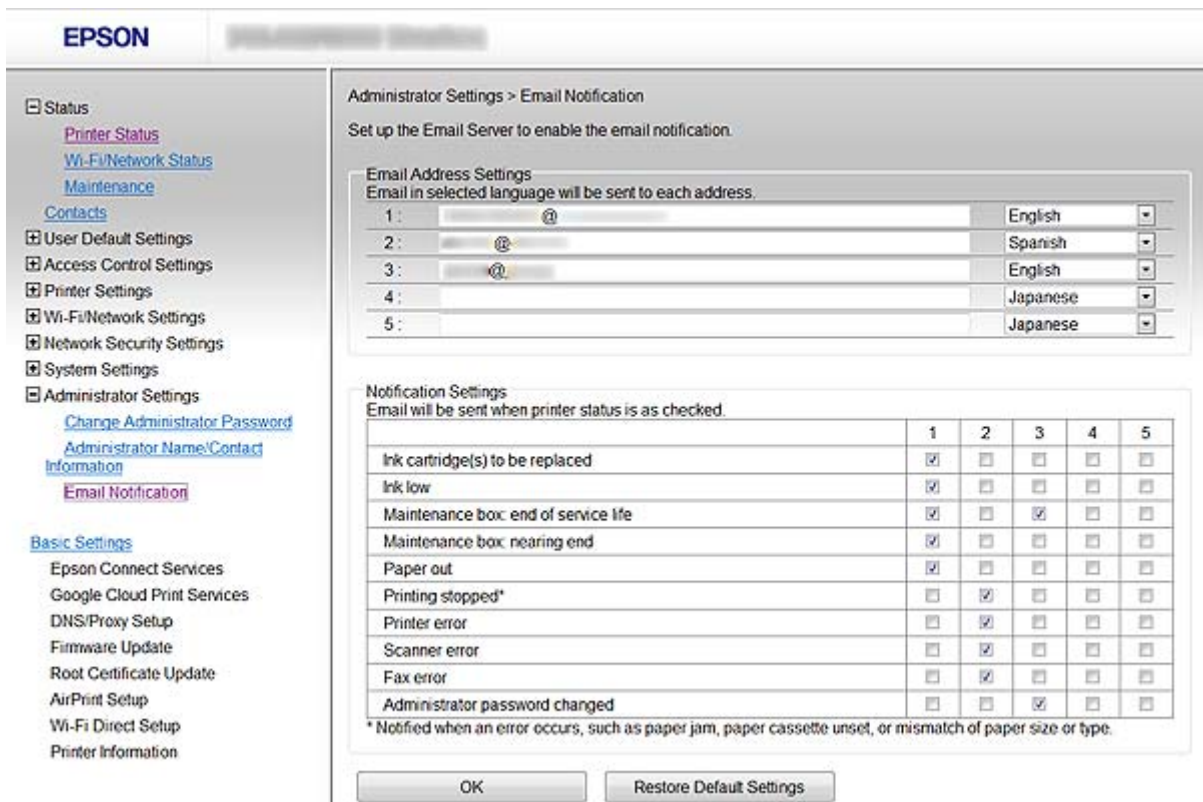 EPSON
Status
Printer Status
Wi-Fi/Network Status
Maintenance
Contacts
User Default Settings
Access Control Settings
Printer Settings
Wi-Fi/Network Settings
Network Security Settings
System Settings
Administrator Settings
Change Administrator Password
Administrator Name/Contact
Information
Email Notification
Basic Settings
Epson Connect Services
Google Cloud Print Services
DNS/Proxy Setup
Firmware Update
Root Certificate Update
AirPrint Setup
Wi-Fi Direct Setup
Printer Information
Administrator Settings > Email Notification
Set up the Email Server to enable the email notification.
Email Address Settings
Email in selected language will be sent to each address.
1 : @ English
2 : @ Spanish
3 : @ English
4 : Japanese
5 : Japanese
Notification Settings
Email will be sent when printer status is as checked.
1 2 3 4 5
Ink cartridge(s) to be replaced
Ink low
Maintenance box: end of service life
Maintenance box: nearing end
Paper out
Printing stopped*
Printer error
Scanner error
Fax error
Administrator password changed
* Notified when an error occurs, such as paper jam, paper cassette unset, or mismatch of paper size or type.
OK Restore Default Settings